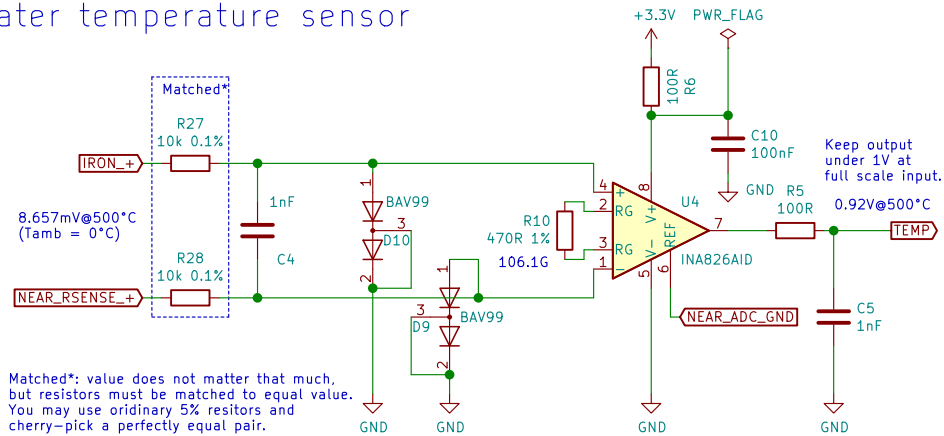 ater temperature sensor
+3.3V
PWR_FLAG
100R
R6
Matched*
R27
10k 0.1%
IRON_+
C10
100nF
GND
Keep output
under 1V at
full scale input.
0.92V@500°C
1nF
C4
8.657mV@500°C
(Tamb = 0°C)
1
BAV99
3
D10
2
R10
470R 1%
106.1G
4
2
3
1
+
RG
RG
-
8
V+
U4
7
INA826AID
V-
REF
5
6
R5
100R
TEMP
R28
10k 0.1%
NEAR_RSENSE_+
1
BAV99
3
D9
2
NEAR_ADC_GND
C5
1nF
Matched*: value does not matter that much,
but resistors must be matched to equal value.
You may use oridinary 5% resitors and
cherry-pick a perfectly equal pair.
GND
GND
GND
GND